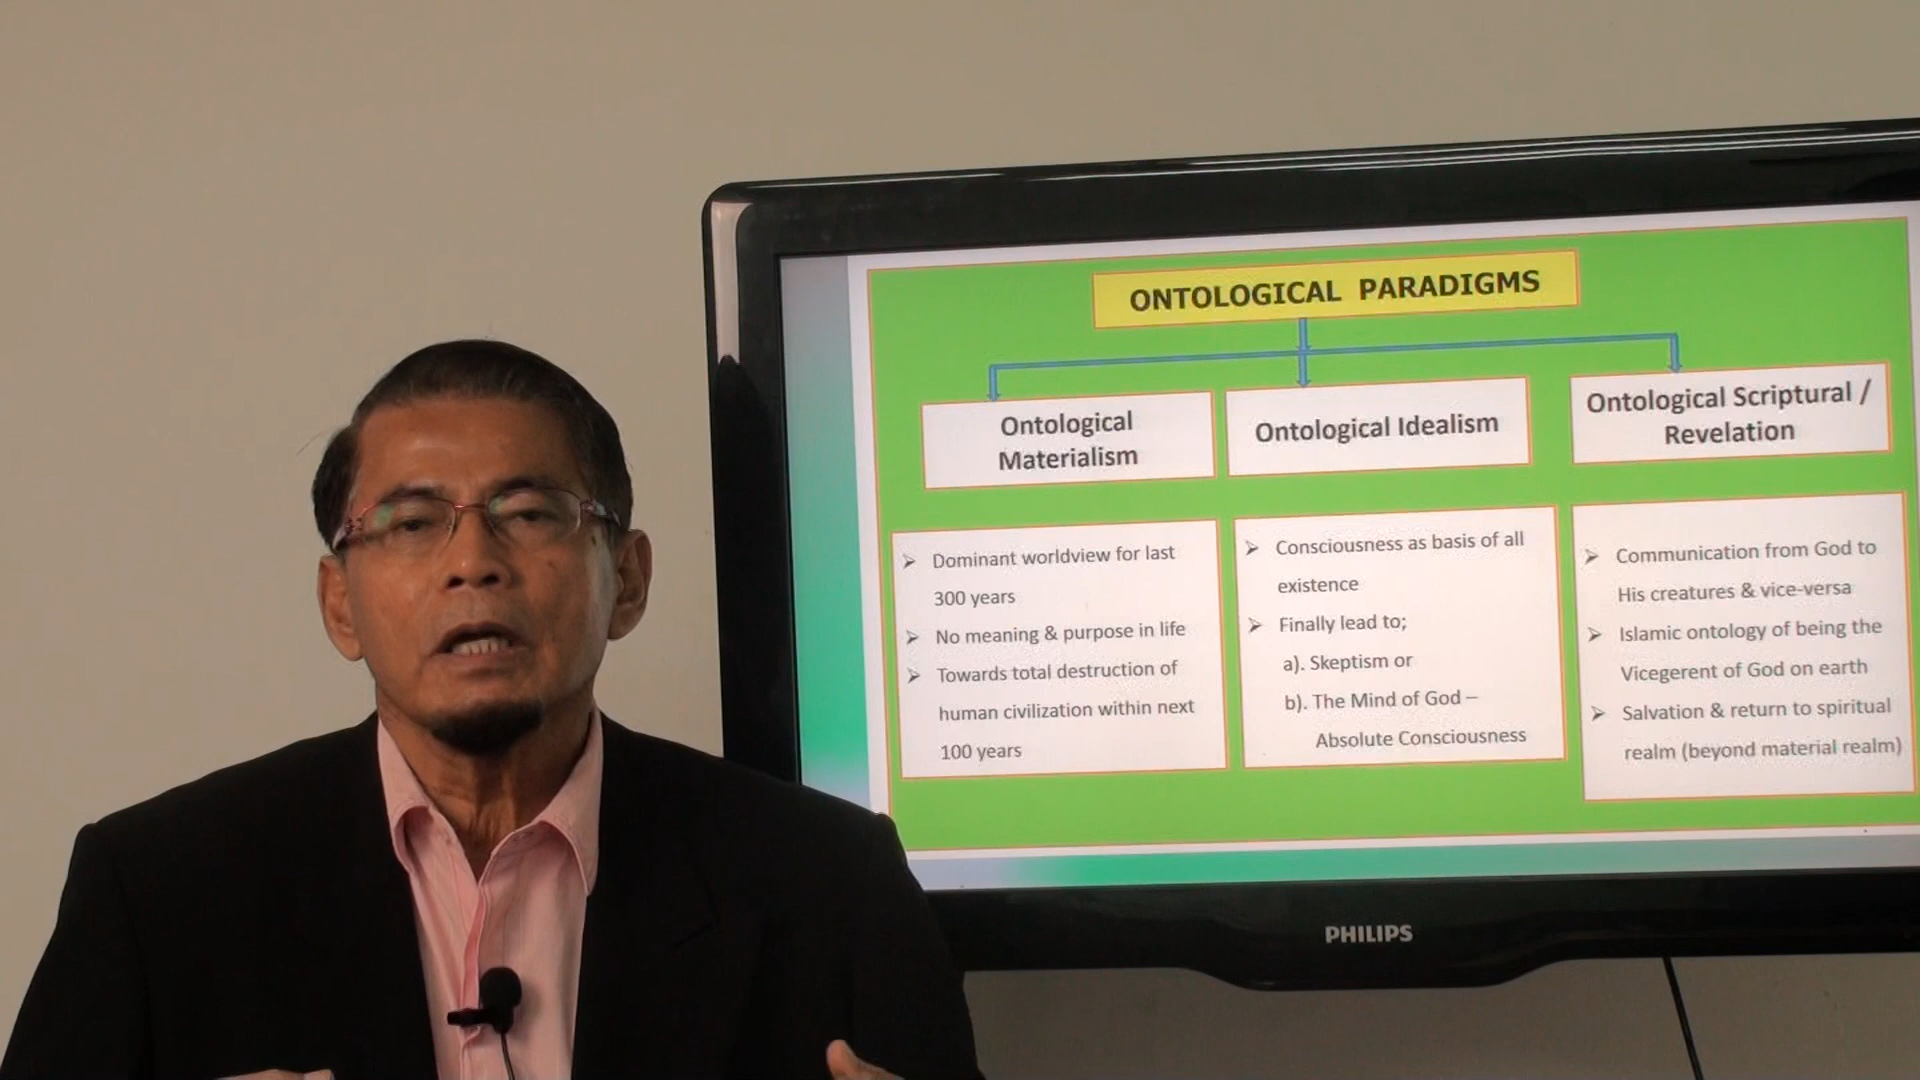 ONTOLOGICAL PARADIGMS
Ontological
Materialism
Ontological Idealism
Ontological Scriptural /
Revelation
Dominant worldview for last
300 years
No meaning & purpose in life
Towards total destruction of
human civilization within next
100 years
Consciousness as basis of all
existence
Finally lead to;
a). Skeptism or
b). The Mind of God –
Absolute Consciousness
Communication from God to
His creatures & vice-versa
Islamic ontology of being the
Vicegerent of God on earth
Salvation & return to spiritual
realm (beyond material realm)
PHILIPS